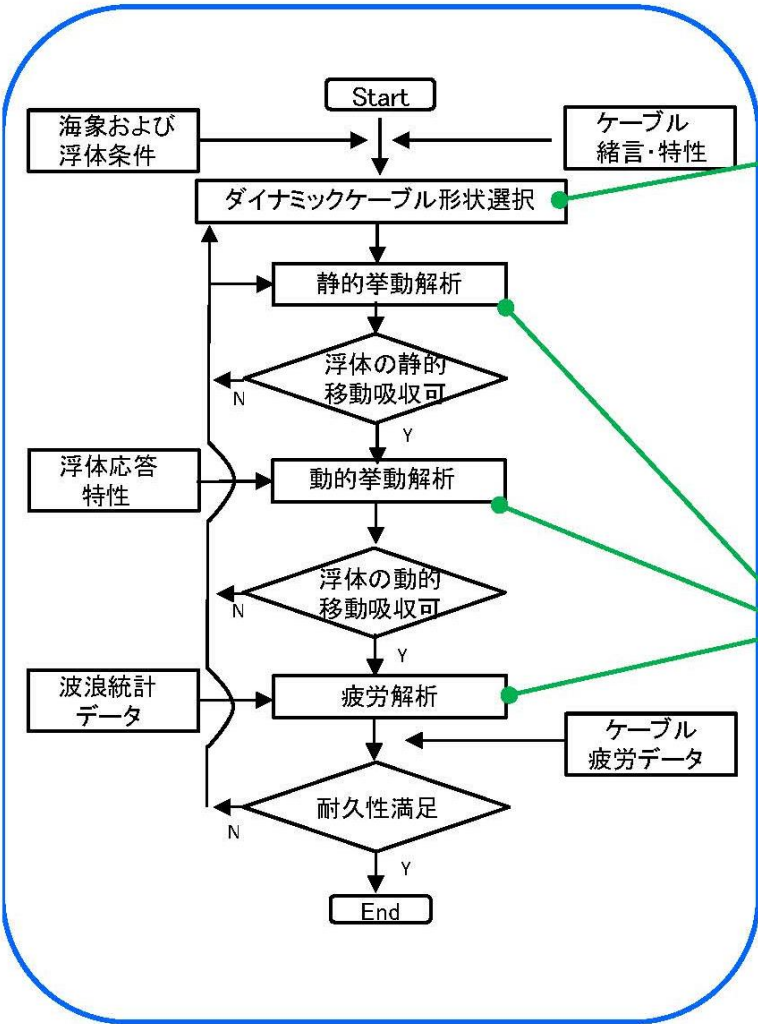 Start
海象および
浮体条件
ケーブル
緒言・特性
ダイナミックケーブル形状選択
静的挙動解析
浮体の静的
移動吸収可
N
Y
浮体応答
特性
動的挙動解析
浮体の動的
移動吸収可
N
Y
波浪統計
データ
疲労解析
ケーブル
疲労データ
耐久性満足
N
Y
End